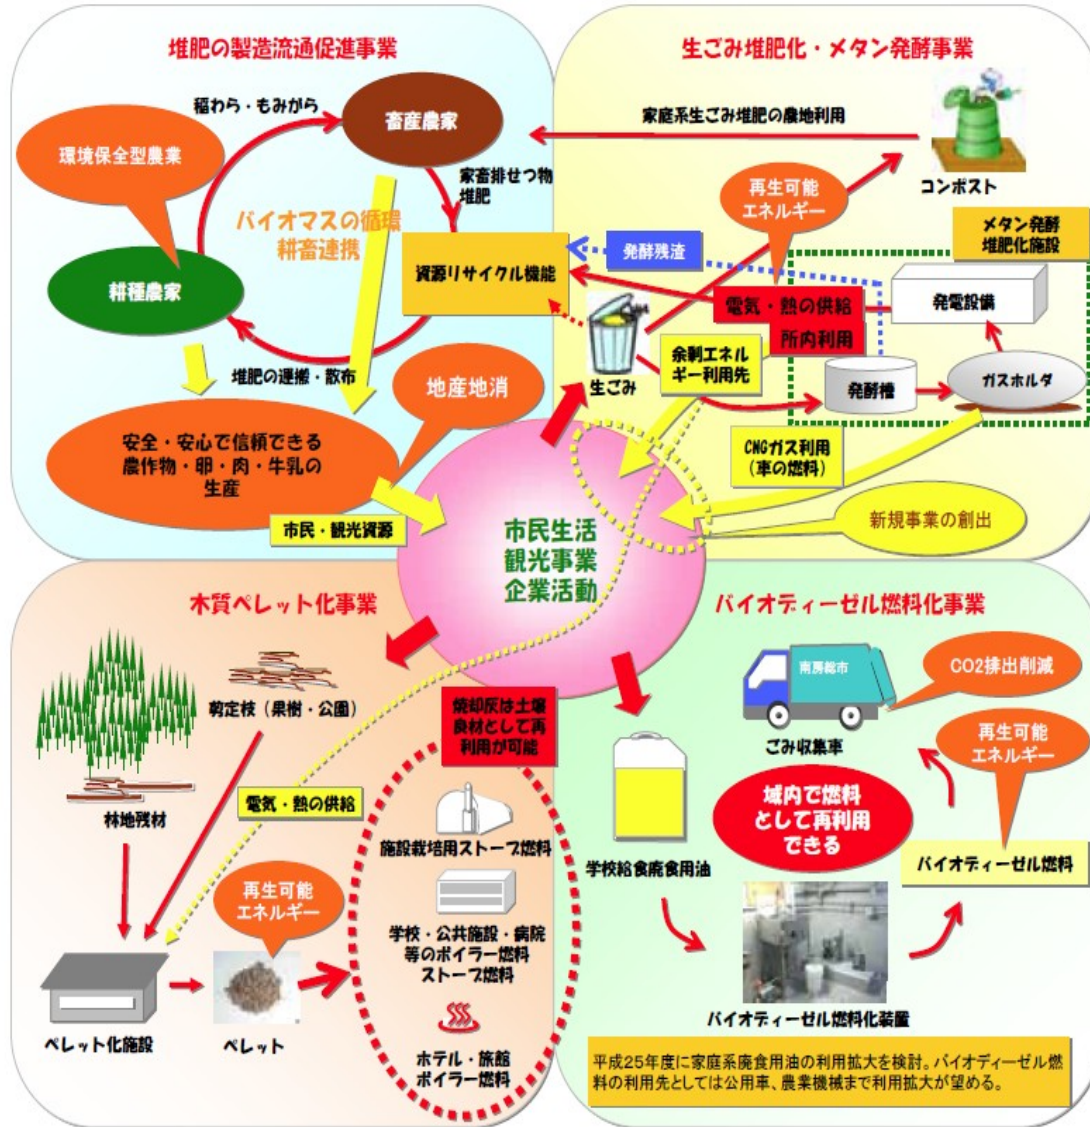 堆肥の製造流通促進事業
稲わら・もみがら
畜産農家
環境保全型農業
家畜排せつ物
堆肥
バイオマスの循環
耕畜連携
耕種農家
資源リサイクル機能
堆肥の運搬・散布
地産地消
安全・安心で信頼できる
農作物・卵・肉・牛乳の
生産
市民・観光資源
生ごみ堆肥化・メタン発酵事業
家庭系生ごみ堆肥の農地利用
コンポスト
再生可能
エネルギー
メタン発酵
堆肥化施設
発酵残渣
発電設備
電気・熱の供給
所内利用
生ごみ
余剰エネル
ギー利用先
発酵槽
ガスホルダ
CNGガス利用
(車の燃料)
新規事業の創出
市民生活
観光事業
企業活動
木質ペレット化事業
剪定枝(果樹・公園)
焼却灰は土壌
良材として再
利用が可能
林地残材
電気・熱の供給
施設栽培用ストーブ燃料
再生可能
エネルギー
学校・公共施設・病院
等のボイラー燃料
ストーブ燃料
ペレット化施設
ペレット
ホテル・旅館
ボイラー燃料
バイオディーゼル燃料化事業
南房総市
CO2排出削減
ごみ収集車
再生可能
エネルギー
域内で燃料
として再利用
できる
学校給食廃食用油
バイオディーゼル燃料
バイオディーゼル燃料化装置
平成25年度に家庭系廃食用油の利用拡大を検討。バイオディーゼル燃
料の利用先としては公用車、農業機械まで利用拡大が望める。